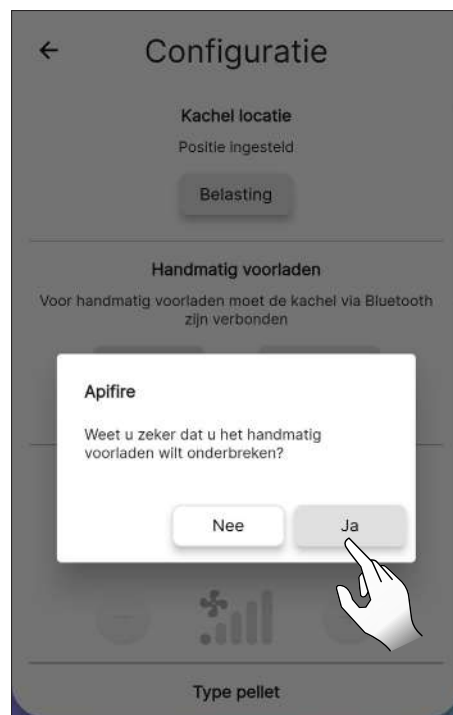 Configuratie
Kachel locatie
Positie ingesteld
Belasting
Handmatig voorladen
Voor handmatig voorladen moet de kachel via Bluetooth
zijn verbonden
Apifire
Weet u zeker dat u het handmatig
voorladen wilt onderbreken?
Nee
Ja
Type pellet